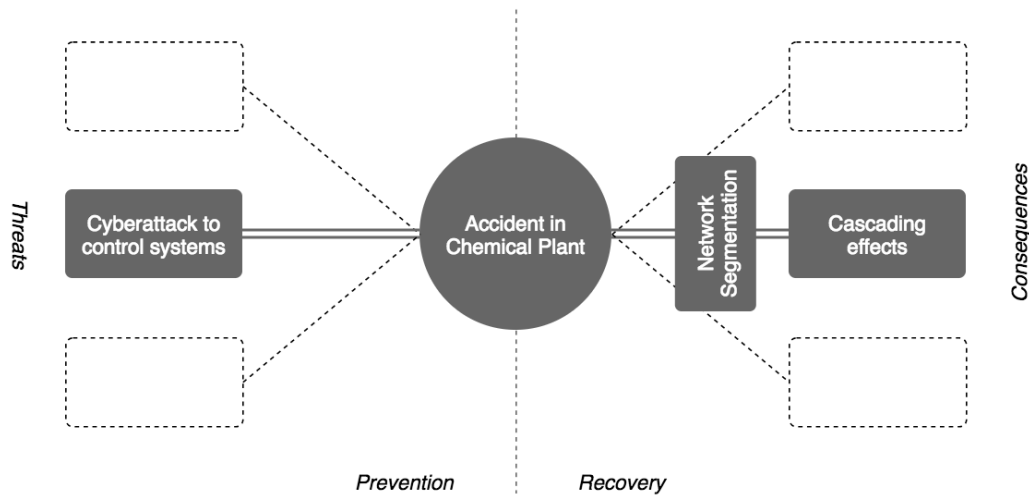 Threats
Cyberattack to
control systems
Accident in
Chemical Plant
Network
Segmentation
Cascading
effects
Consequences
Prevention
Recovery